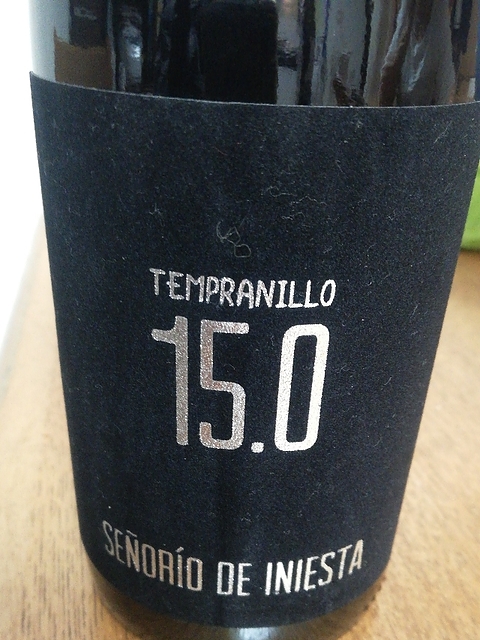 TEMPRANILLO
15.0
SEÑORÍO DE INIESTA